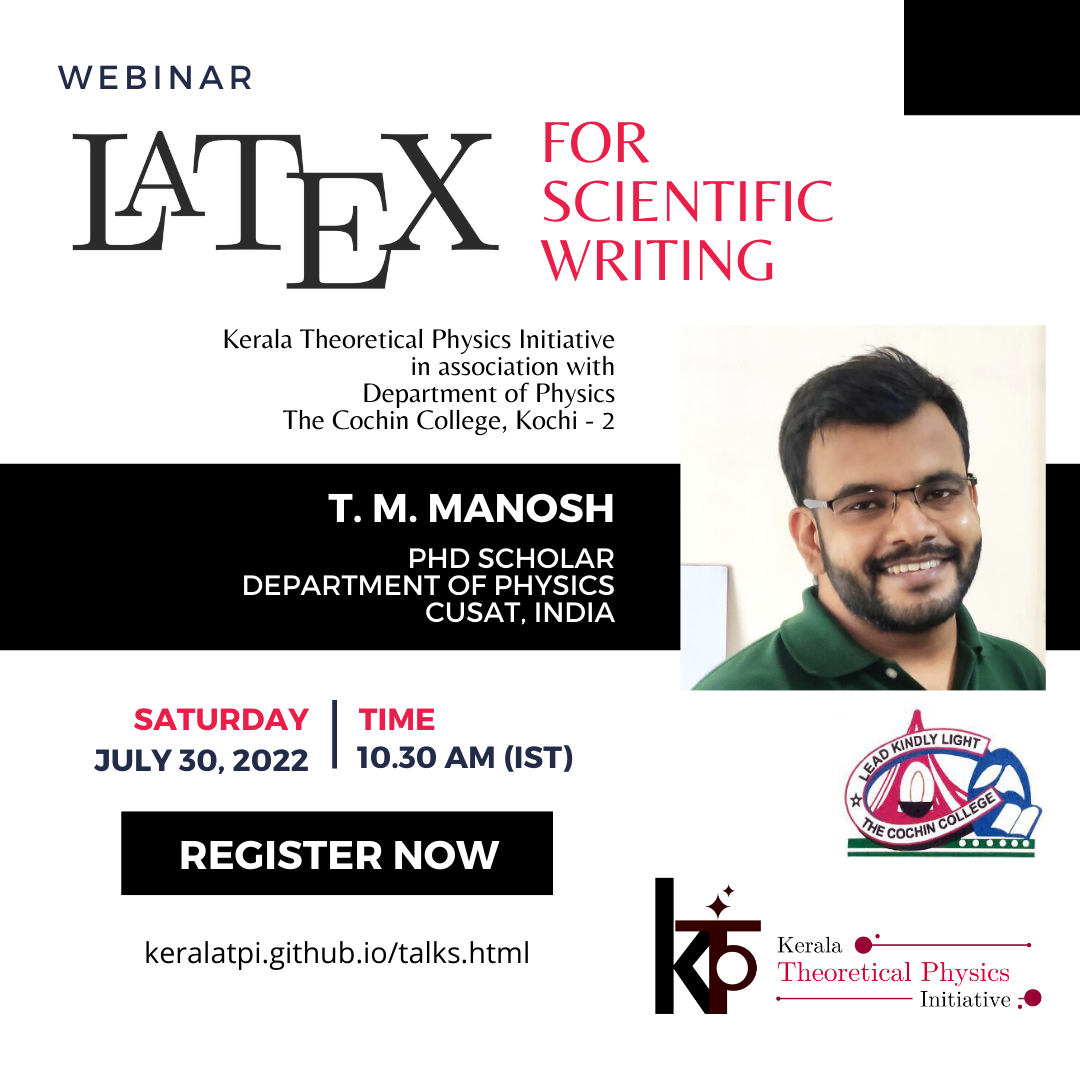 WEBINAR
LATEX
FOR
SCIENTIFIC
WRITING
Kerala Theoretical Physics Initiative
in association with
Department of Physics
The Cochin College, Kochi - 2
T. M. MANOSH
PHD SCHOLAR
DEPARTMENT OF PHYSICS
CUSAT, INDIA
SATURDAY
JULY 30, 2022
TIME
10.30 AM (IST)
REGISTER NOW
keralatpi.github.io/talks.html
LEAD KINDLY LIGHT
THE COCHIN COLLEGE
kTp
Kerala
Theoretical Physics
Initiative